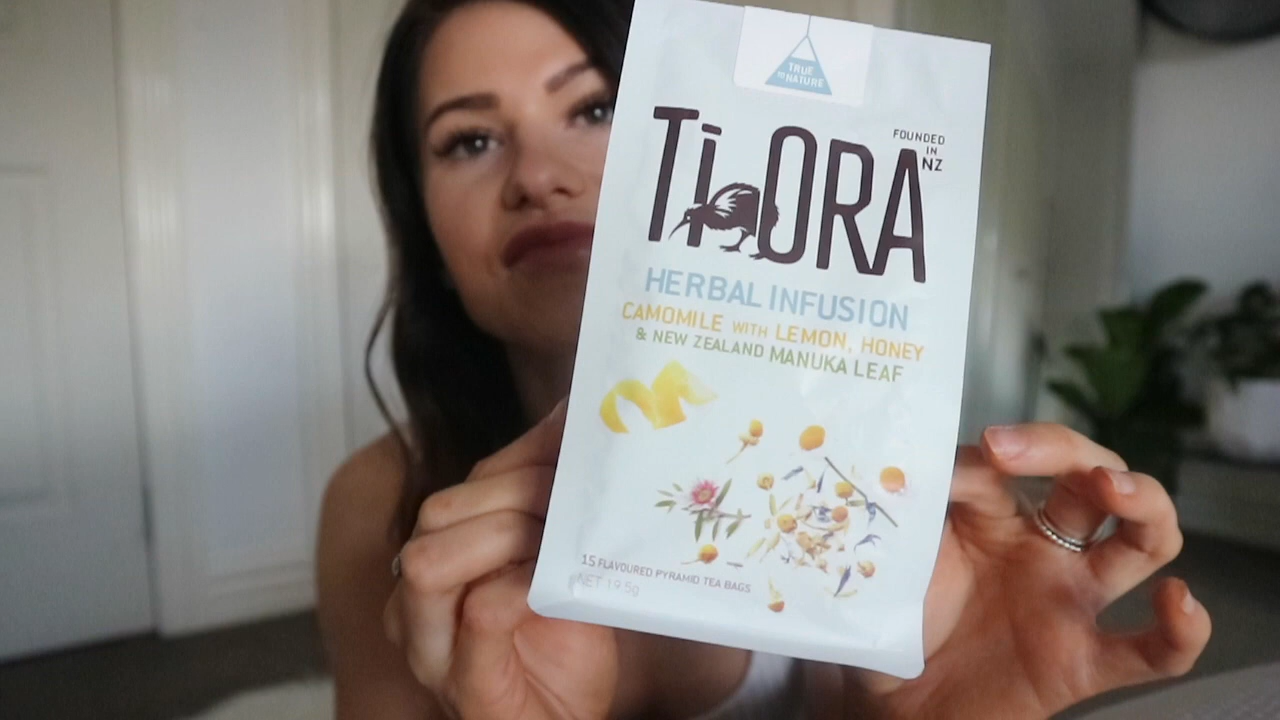 TRUE
TO NATURE
Tī ORA
FOUNDED
IN
NZ
HERBAL INFUSION
CAMOMILE WITH LEMON, HONEY
& NEW ZEALAND MANUKA LEAF
15 FLAVOURED PYRAMID TEA BAGS
NET 19.5g